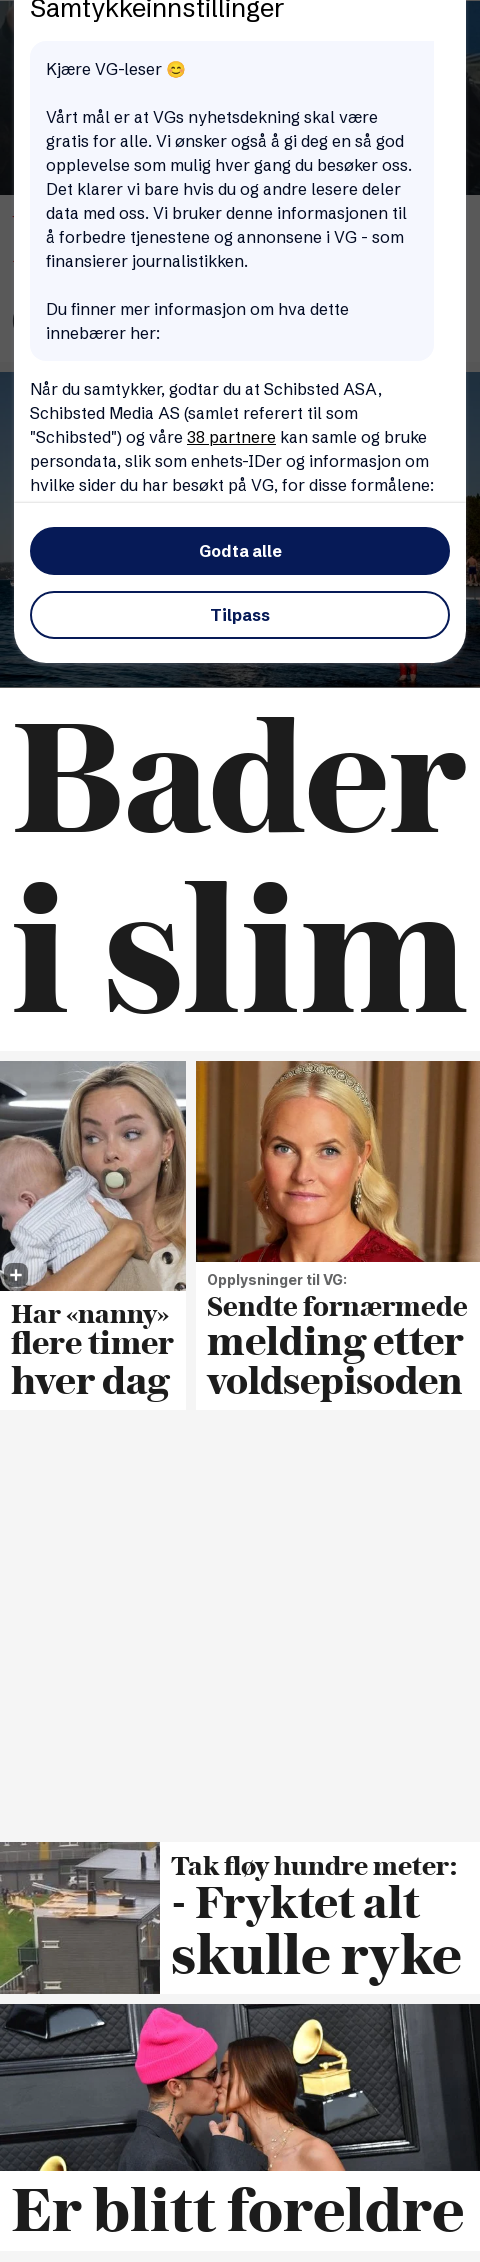 Samtykkeinnstillinger
Kjære VG-leser 😊
Vårt mål er at VGs nyhetsdekning skal være
gratis for alle. Vi ønsker også å gi deg en så god
opplevelse som mulig hver gang du besøker oss.
Det klarer vi bare hvis du og andre lesere deler
data med oss. Vi bruker denne informasjonen til
å forbedre tjenestene og annonsene i VG - som
finansierer journalistikken.
Du finner mer informasjon om hva dette
innebærer her:
Når du samtykker, godtar du at Schibsted ASA,
Schibsted Media AS (samlet referert til som
"Schibsted") og våre 38 partnere kan samle og bruke
persondata, slik som enhets-IDer og informasjon om
hvilke sider du har besøkt på VG, for disse formålene:
Godta alle
Tilpass
Bader
i slim
Har «nanny»
flere timer
hver dag
Opplysninger til VG:
Sendte fornærmede
melding etter
voldsepisoden
Tak fløy hundre meter:
- Fryktet alt
skulle ryke
Er blitt foreldre